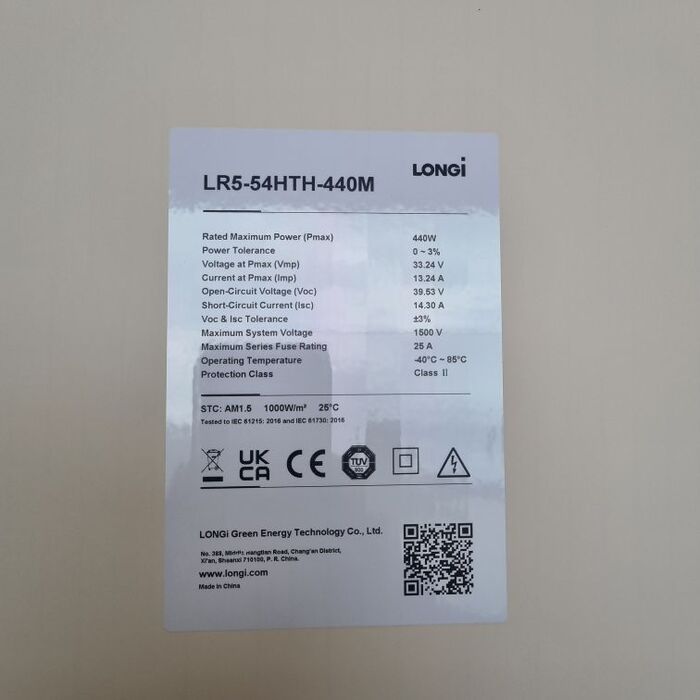 LONGi
LR5-54HTH-440M
Rated Maximum Power (Pmax) 440W
Power Tolerance 0 ~ 3%
Voltage at Pmax (Vmp) 33.24 V
Current at Pmax (Imp) 13.24 A
Open-Circuit Voltage (Voc) 39.53 V
Short-Circuit Current (Isc) 14.30 A
Voc & Isc Tolerance ±3%
Maximum System Voltage 1500 V
Maximum Series Fuse Rating 25 A
Operating Temperature -40°C ~ 85°C
Protection Class Class II
STC: AM1.5 1000W/m² 25°C
Tested to IEC 61215: 2016 and IEC 61730: 2016
UK CA CE TÜV SÜD
LONGi Green Energy Technology Co., Ltd.
No. 388, Middle Hangtian Road, Chang'an District,
Xi'an, Shaanxi 710100, P. R. China.
www.longi.com
Made in China